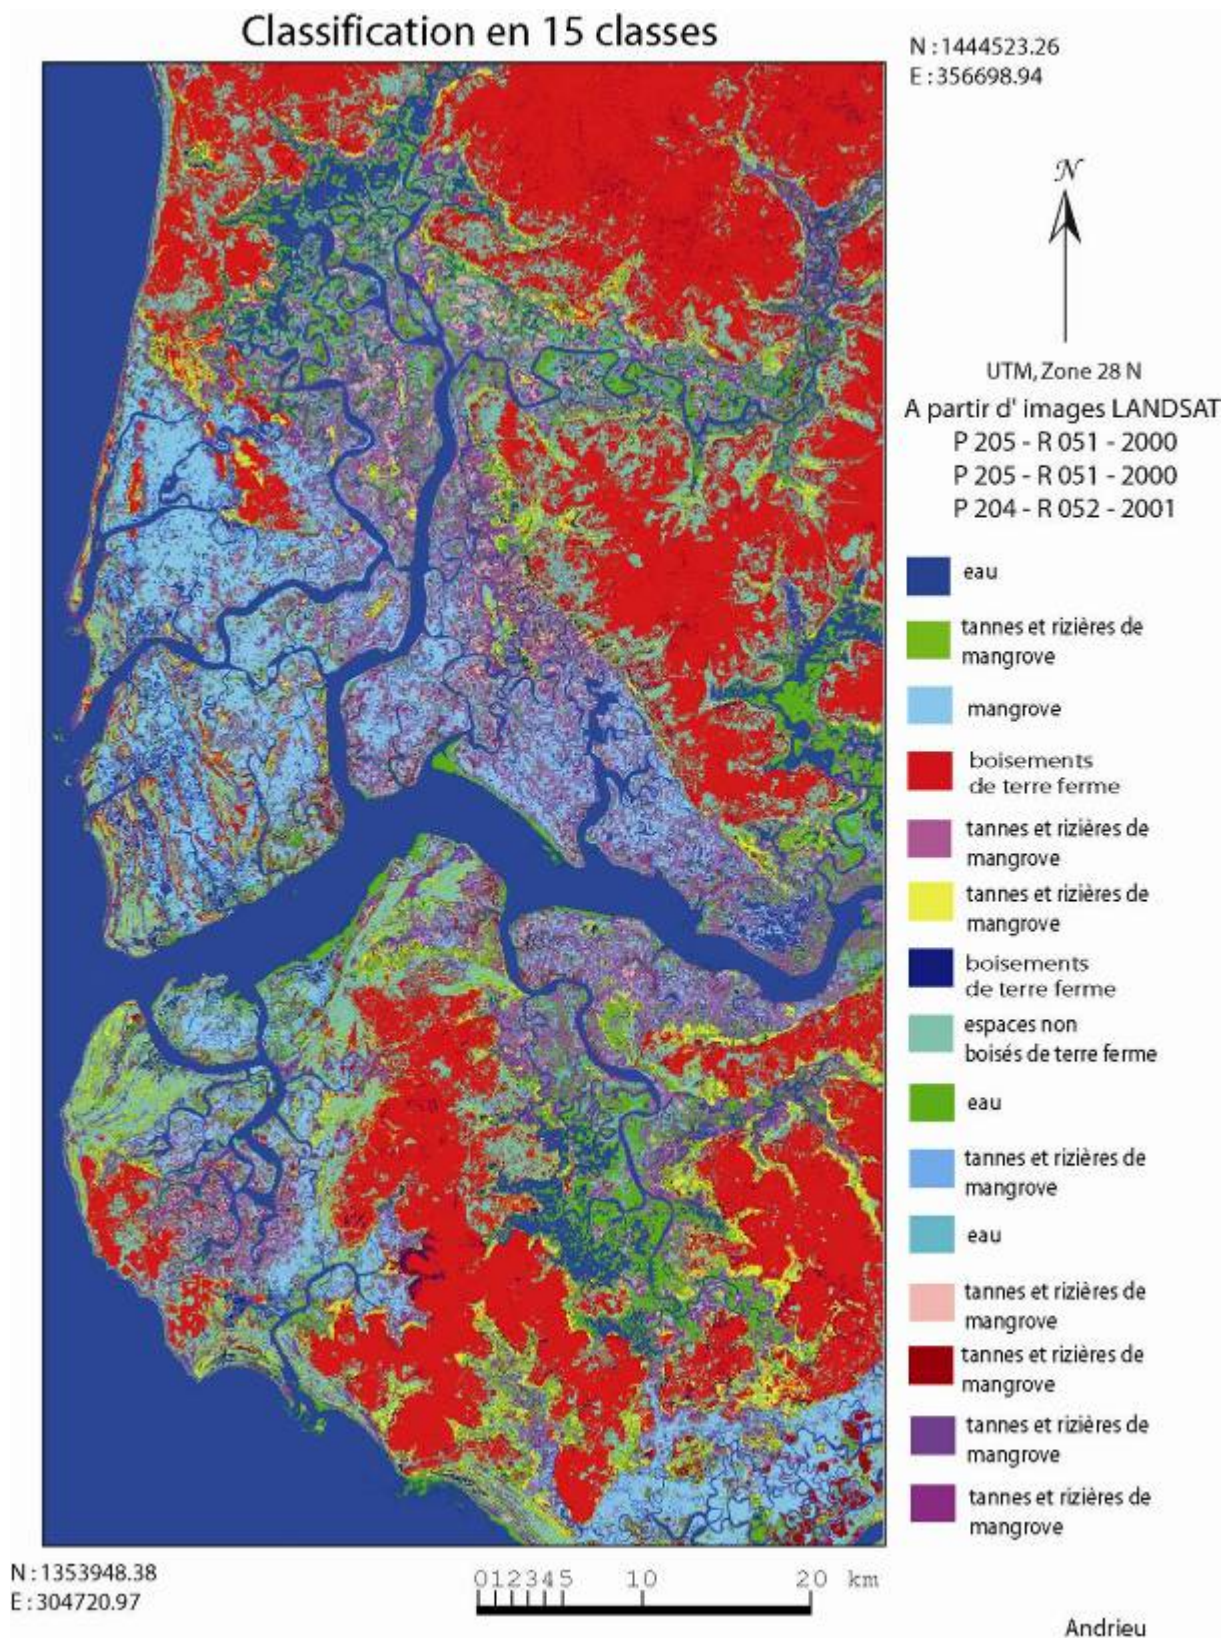 Classification en 15 classes
N : 1444523.26
E : 356698.94
N
UTM, Zone 28 N
A partir d' images LANDSAT
P 205 - R 051 - 2000
P 205 - R 051 - 2000
P 204 - R 052 - 2001
eau
tannes et rizières de
mangrove
mangrove
boisements
de terre ferme
tannes et rizières de
mangrove
tannes et rizières de
mangrove
boisements
de terre ferme
espaces non
boisés de terre ferme
eau
tannes et rizières de
mangrove
eau
tannes et rizières de
mangrove
tannes et rizières de
mangrove
tannes et rizières de
mangrove
tannes et rizières de
mangrove
N : 1353948.38
E : 304720.97
0 1 2 3 4 5 10 20 km
Andrieu